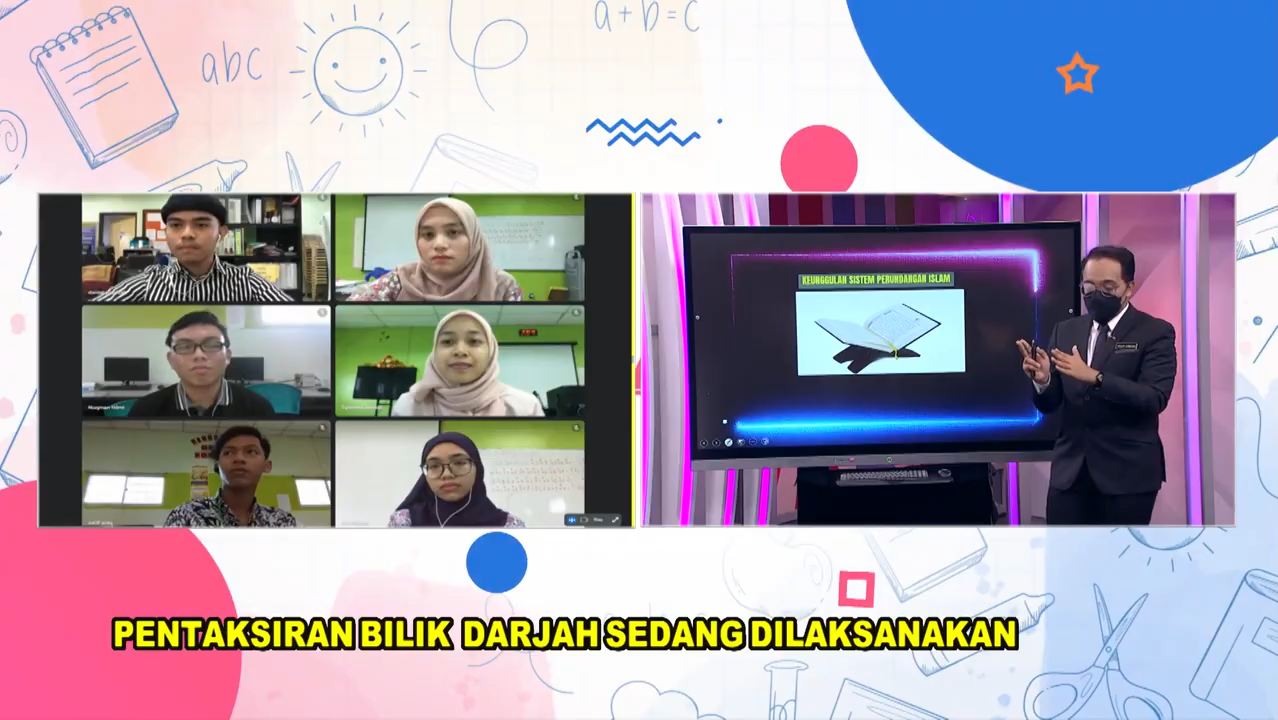 a + b = c
abc
KEUNGGULAN SISTEM PERUNDANGAN ISLAM
PENTAKSIRAN BILIK DARJAH SEDANG DILAKSANAKAN